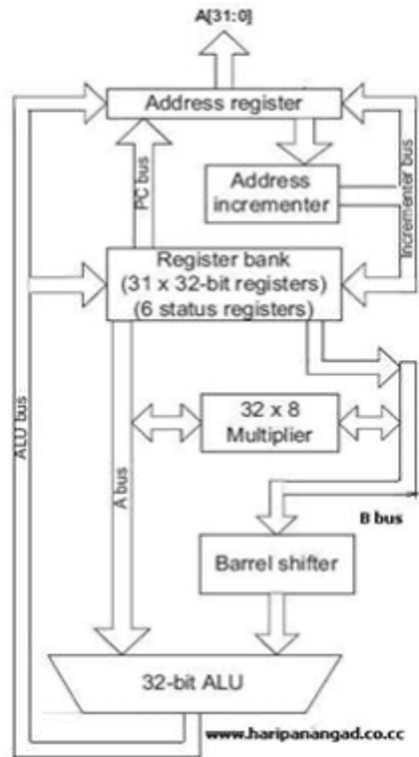 A[31:0]
Address register
PC bus
Incrementer bus
Address
incrementer
Register bank
(31 x 32-bit registers)
(6 status registers)
ALU bus
A bus
32 x 8
Multiplier
B bus
Barrel shifter
32-bit ALU
www.haripanangad.co.cc